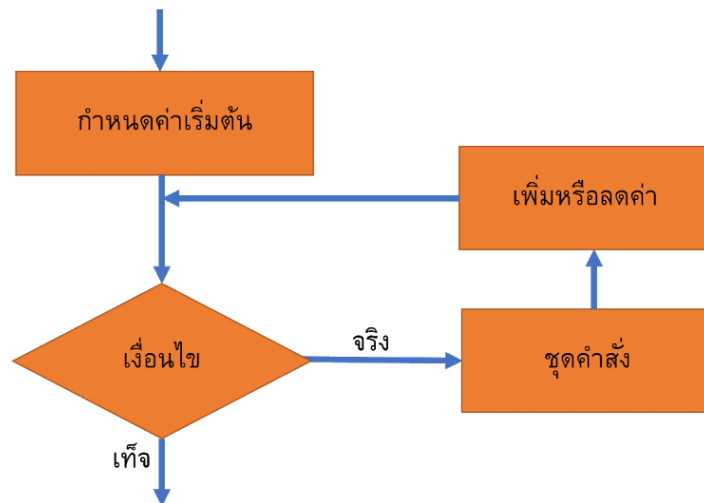 กำหนดค่าเริ่มต้น
เพิ่มหรือลดค่า
เงื่อนไข
จริง
ชุดคำสั่ง
เท็จ